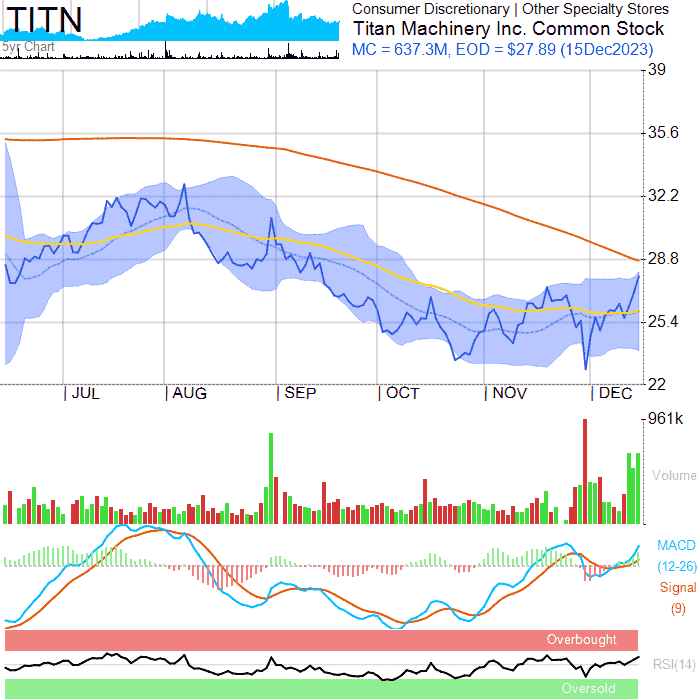 TITN
5yr Chart
Consumer Discretionary | Other Specialty Stores
Titan Machinery Inc. Common Stock
MC = 637.3M, EOD = $27.89 (15Dec2023)
39
35.6
32.2
28.8
25.4
22
| JUL | AUG | SEP | OCT | NOV | DEC
961k
Volume
MACD
(12-26)
Signal
(9)
Overbought
RSI(14)
Oversold